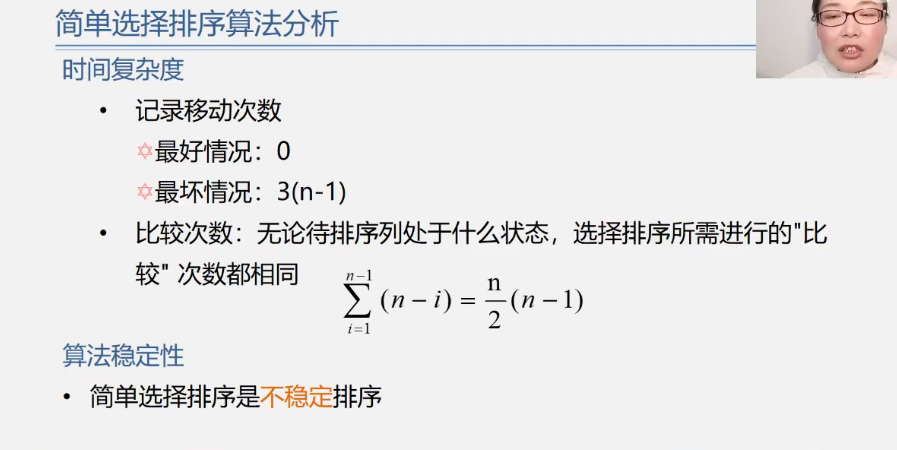 简单选择排序算法分析
时间复杂度
• 记录移动次数
✡最好情况：0
✡最坏情况：3(n-1)
• 比较次数：无论待排序列处于什么状态，选择排序所需进行的"比
较" 次数都相同
\sum_{i=1}^{n-1}(n-i)=\frac{n}{2}(n-1)
算法稳定性
• 简单选择排序是不稳定排序